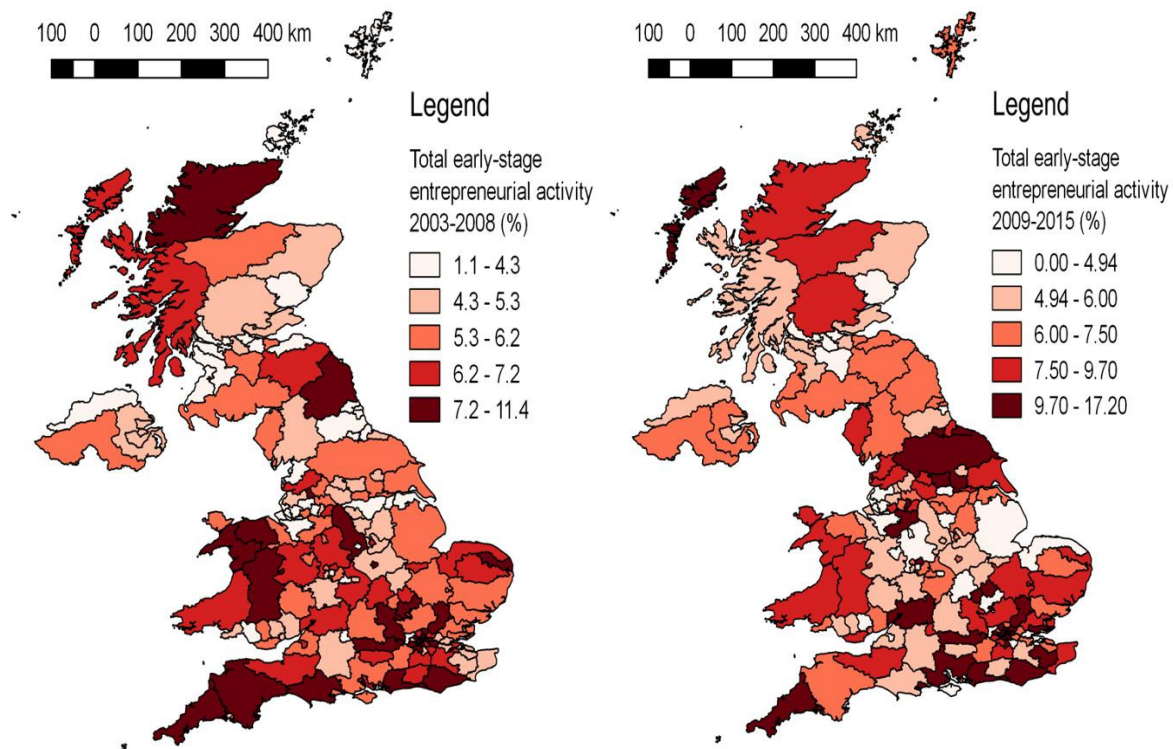 100 0 100 200 300 400 km
Legend
Total early-stage
entrepreneurial activity
2003-2008 (%)
1.1 - 4.3
4.3 - 5.3
5.3 - 6.2
6.2 - 7.2
7.2 - 11.4
100 0 100 200 300 400 km
Legend
Total early-stage
entrepreneurial activity
2009-2015 (%)
0.00 - 4.94
4.94 - 6.00
6.00 - 7.50
7.50 - 9.70
9.70 - 17.20